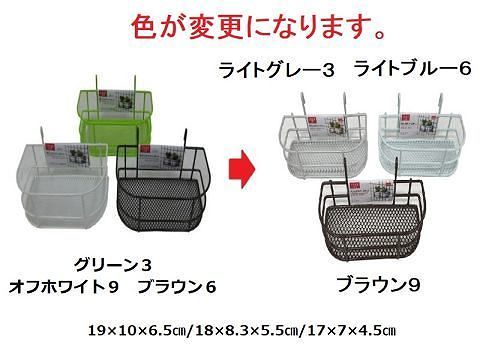 色が変更になります。
ライトグレー3　ライトブルー6
グリーン3
オフホワイト9　ブラウン6
ブラウン9
19×10×6.5㎝/18×8.3×5.5㎝/17×7×4.5㎝